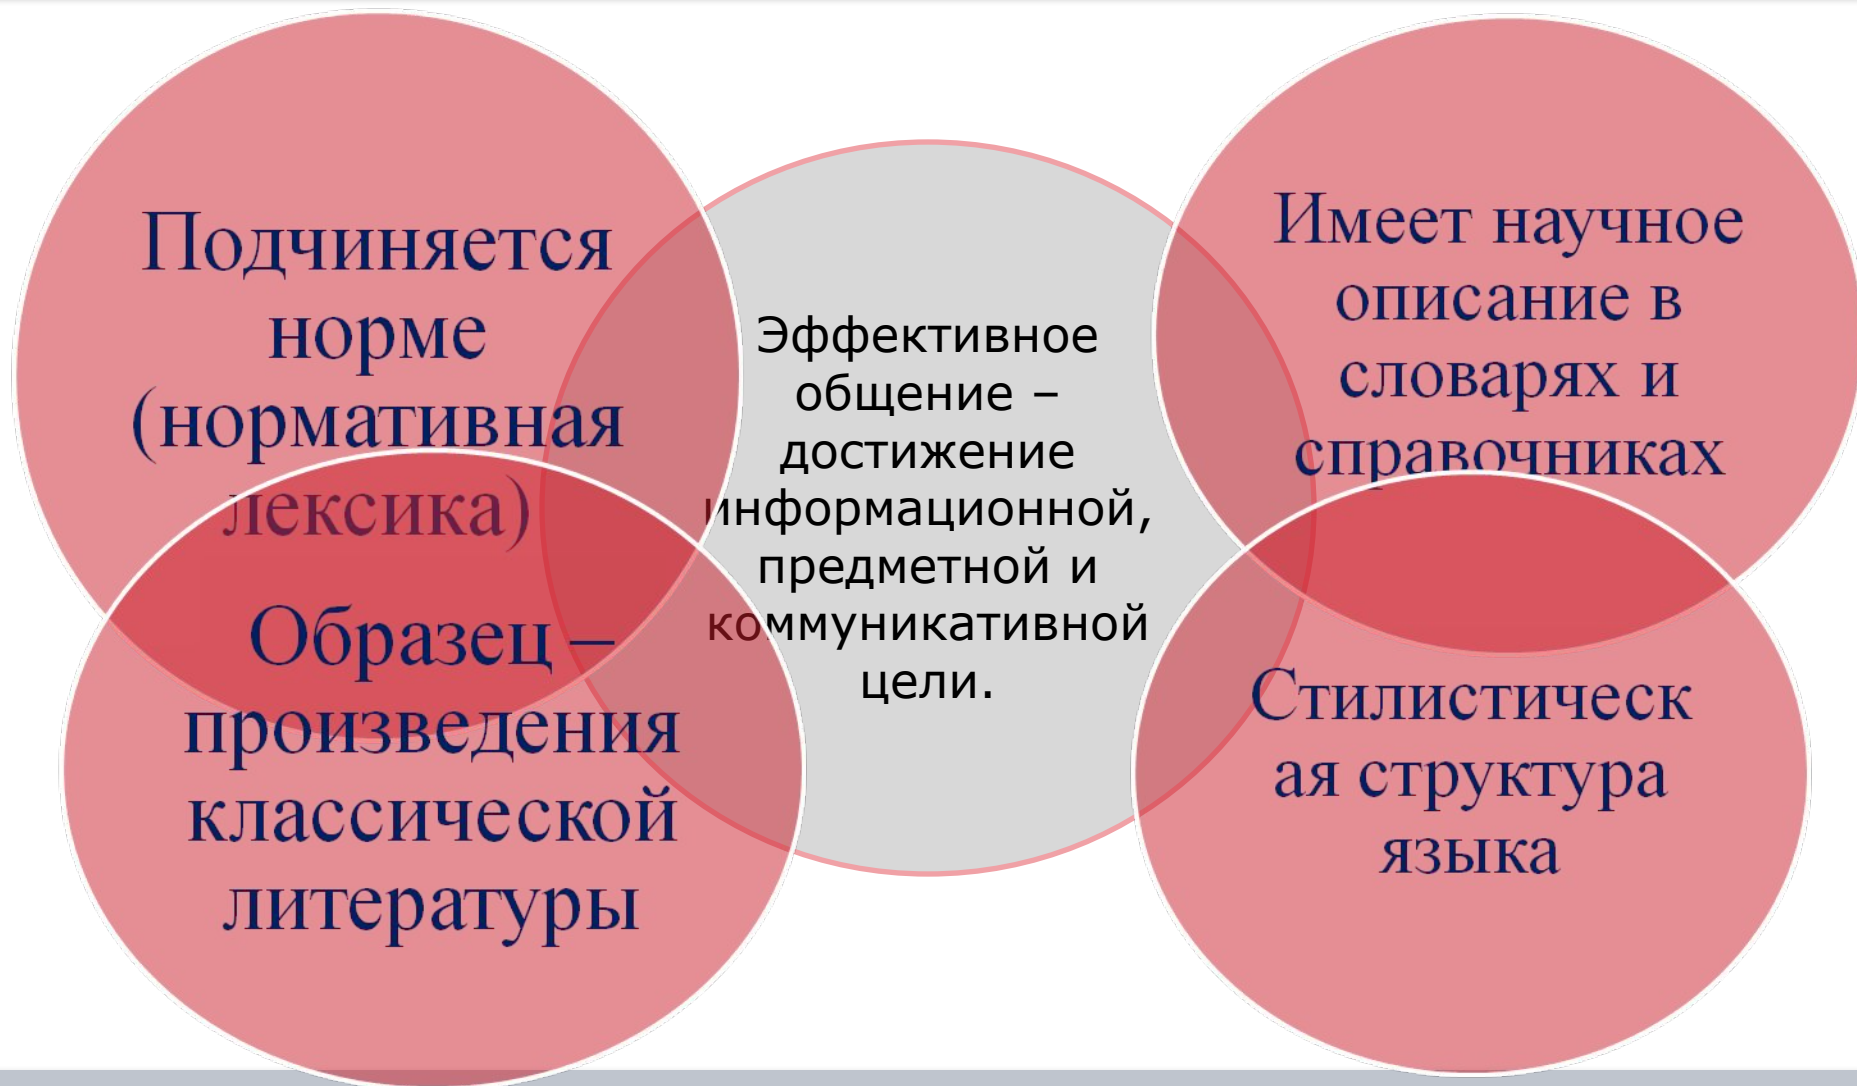 Подчиняется
норме
(нормативная
лексика)
Образец –
произведения
классической
литературы
Эффективное
общение –
достижение
информационной,
предметной и
коммуникативной
цели.
Имеет научное
описание в
словарях и
справочниках
Стилистическ
ая структура
языка